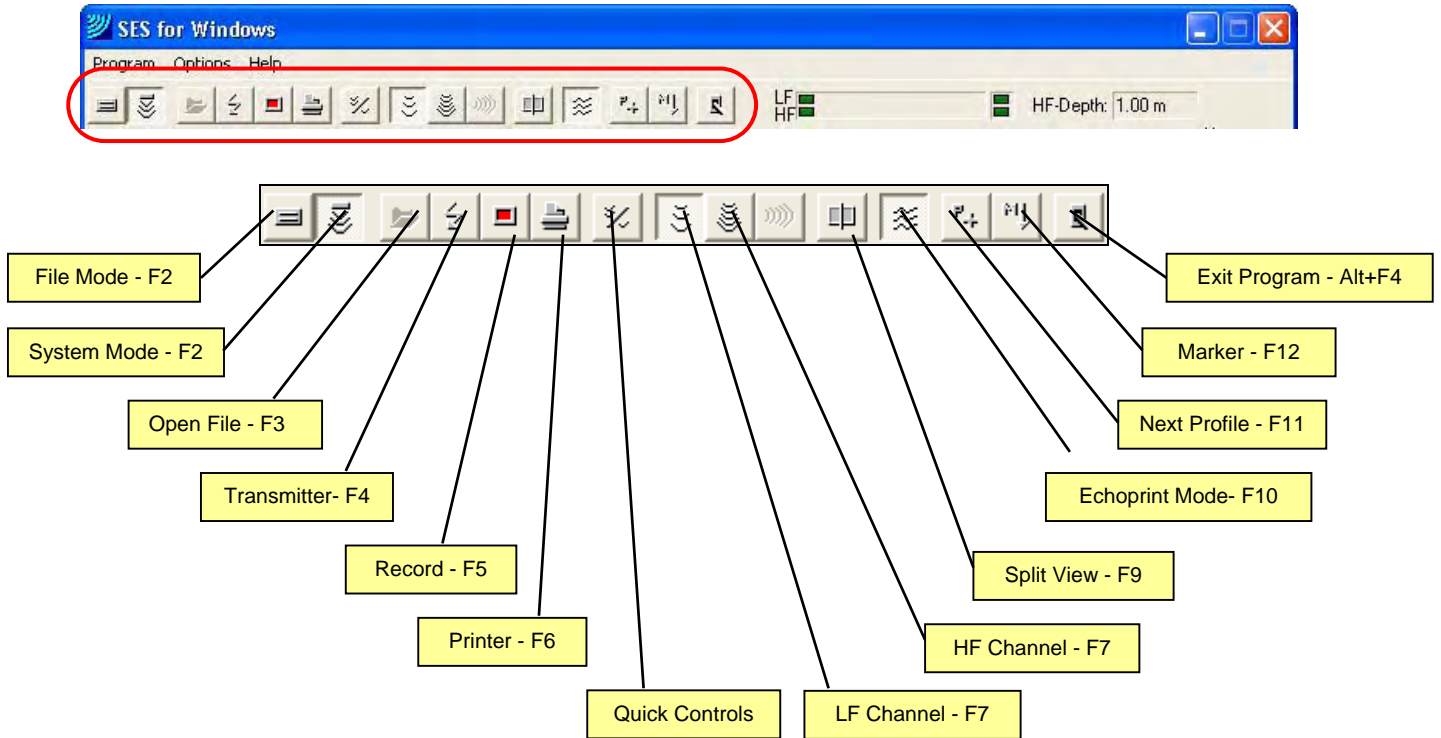 SES for Windows
Program Options Help
LF
HF
HF-Depth: 1.00 m
File Mode - F2
System Mode - F2
Open File - F3
Transmitter- F4
Record - F5
Printer - F6
Quick Controls
LF Channel - F7
HF Channel - F7
Split View - F9
Echoprint Mode- F10
Next Profile - F11
Marker - F12
Exit Program - Alt+F4